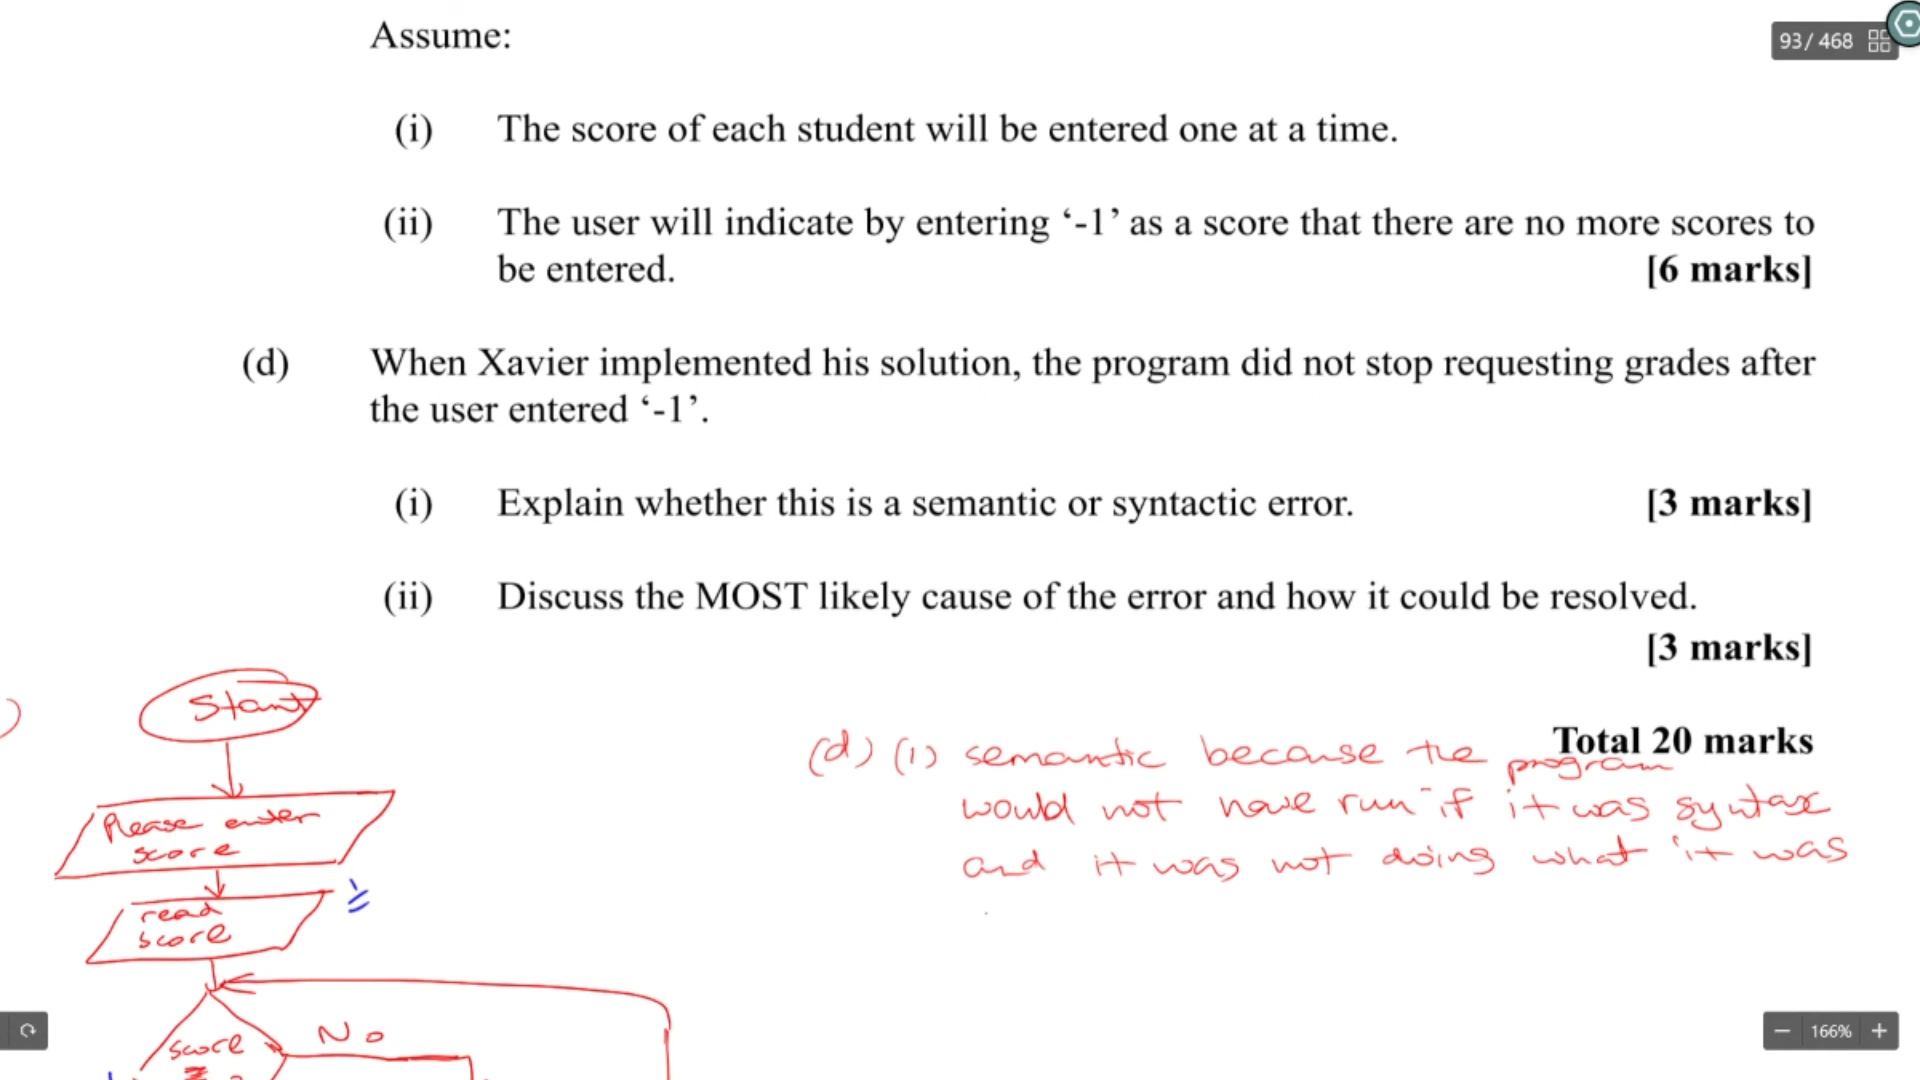 Assume:
93 / 468
(i) The score of each student will be entered one at a time.
(ii) The user will indicate by entering ‘-1’ as a score that there are no more scores to
be entered. [6 marks]
(d) When Xavier implemented his solution, the program did not stop requesting grades after
the user entered ‘-1’.
(i) Explain whether this is a semantic or syntactic error. [3 marks]
(ii) Discuss the MOST likely cause of the error and how it could be resolved.
[3 marks]
Total 20 marks
(d) (i) semantic because the program
would not have run if it was syntax
and it was not doing what it was
)
Start
Please enter
score
read
score
score
No
166%